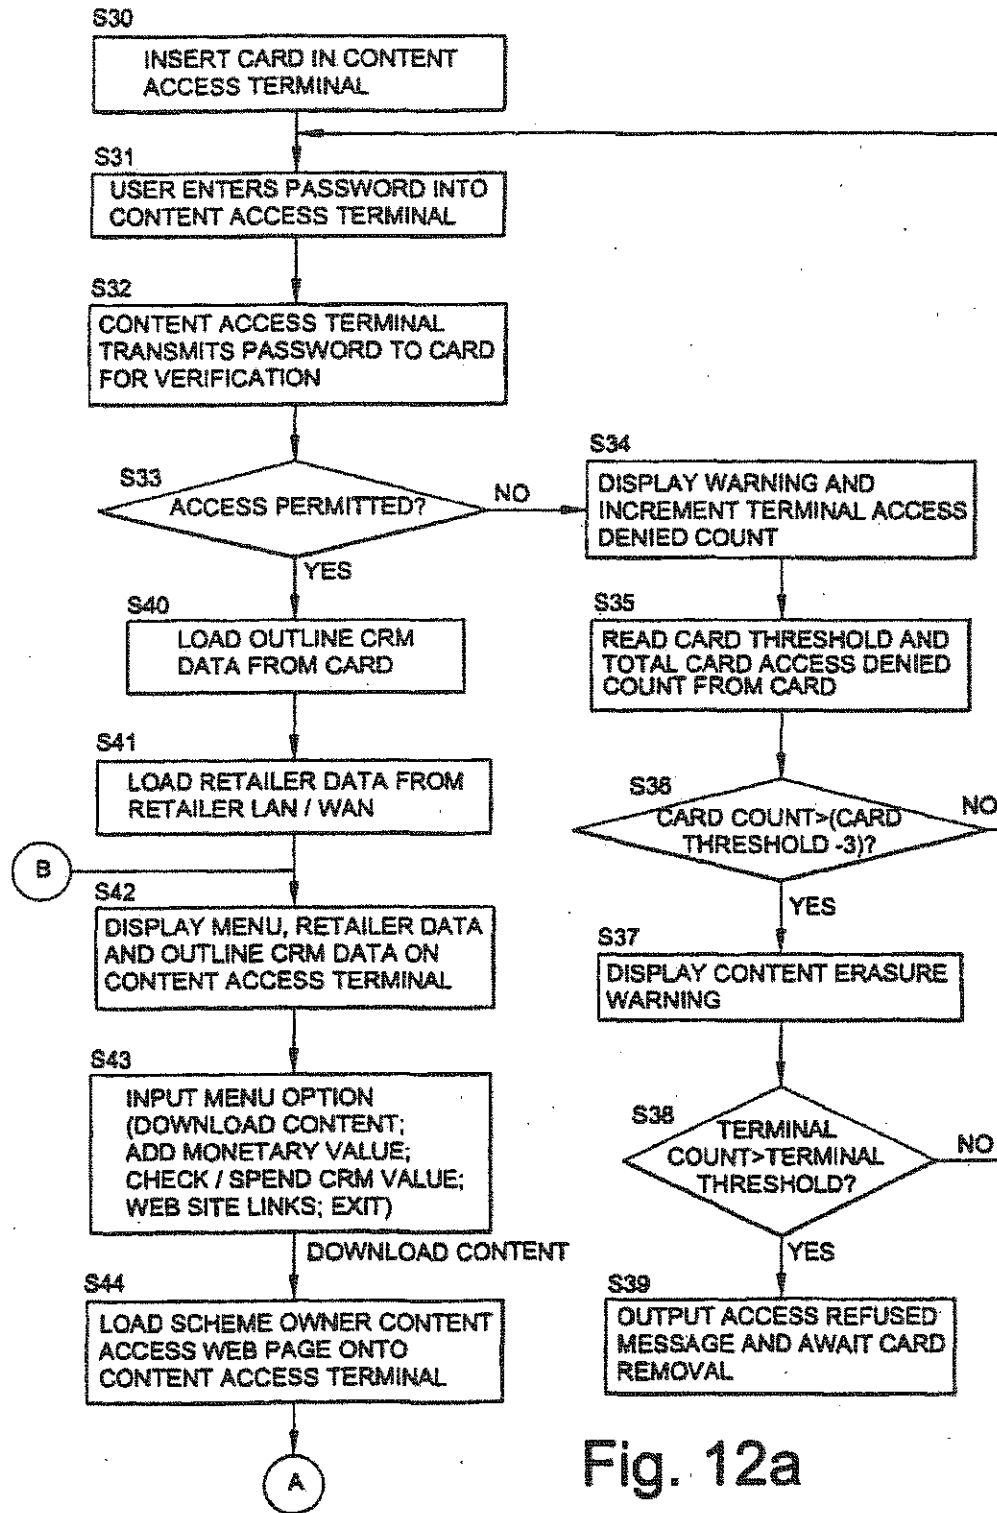 S30
INSERT CARD IN CONTENT
ACCESS TERMINAL
S31
USER ENTERS PASSWORD INTO
CONTENT ACCESS TERMINAL
S32
CONTENT ACCESS TERMINAL
TRANSMITS PASSWORD TO CARD
FOR VERIFICATION
S33
ACCESS PERMITTED?
NO
YES
S34
DISPLAY WARNING AND
INCREMENT TERMINAL ACCESS
DENIED COUNT
S35
READ CARD THRESHOLD AND
TOTAL CARD ACCESS DENIED
COUNT FROM CARD
S36
CARD COUNT>(CARD
THRESHOLD -3)?
NO
YES
S37
DISPLAY CONTENT ERASURE
WARNING
S38
TERMINAL
COUNT>TERMINAL
THRESHOLD?
NO
YES
S39
OUTPUT ACCESS REFUSED
MESSAGE AND AWAIT CARD
REMOVAL
S40
LOAD OUTLINE CRM
DATA FROM CARD
S41
LOAD RETAILER DATA FROM
RETAILER LAN / WAN
B
S42
DISPLAY MENU, RETAILER DATA
AND OUTLINE CRM DATA ON
CONTENT ACCESS TERMINAL
S43
INPUT MENU OPTION
(DOWNLOAD CONTENT;
ADD MONETARY VALUE;
CHECK / SPEND CRM VALUE;
WEB SITE LINKS; EXIT)
DOWNLOAD CONTENT
S44
LOAD SCHEME OWNER CONTENT
ACCESS WEB PAGE ONTO
CONTENT ACCESS TERMINAL
A
Fig. 12a